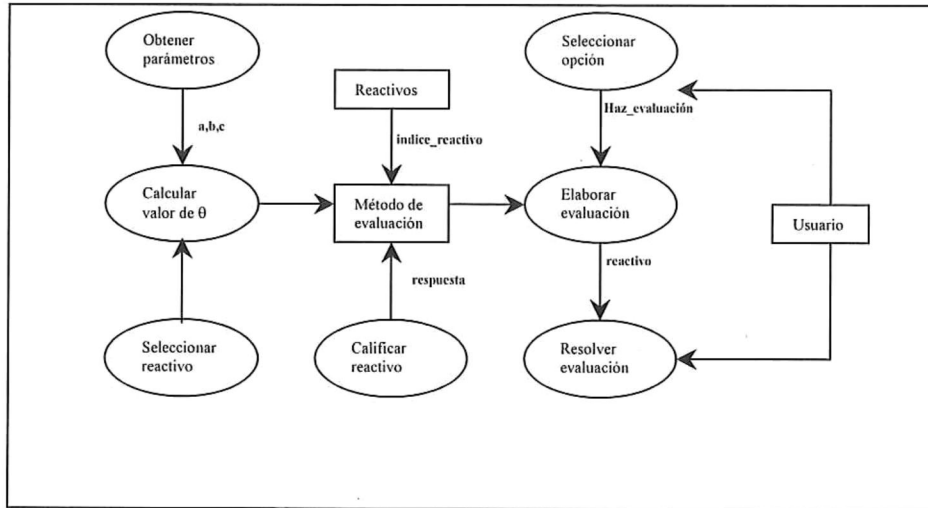 Obtener
parámetros
Seleccionar
opción
Reactivos
Haz_evaluación
a,b,c
indice_reactivo
Calcular
valor de θ
Método de
evaluación
Elaborar
evaluación
Usuario
respuesta
reactivo
Seleccionar
reactivo
Calificar
reactivo
Resolver
evaluación